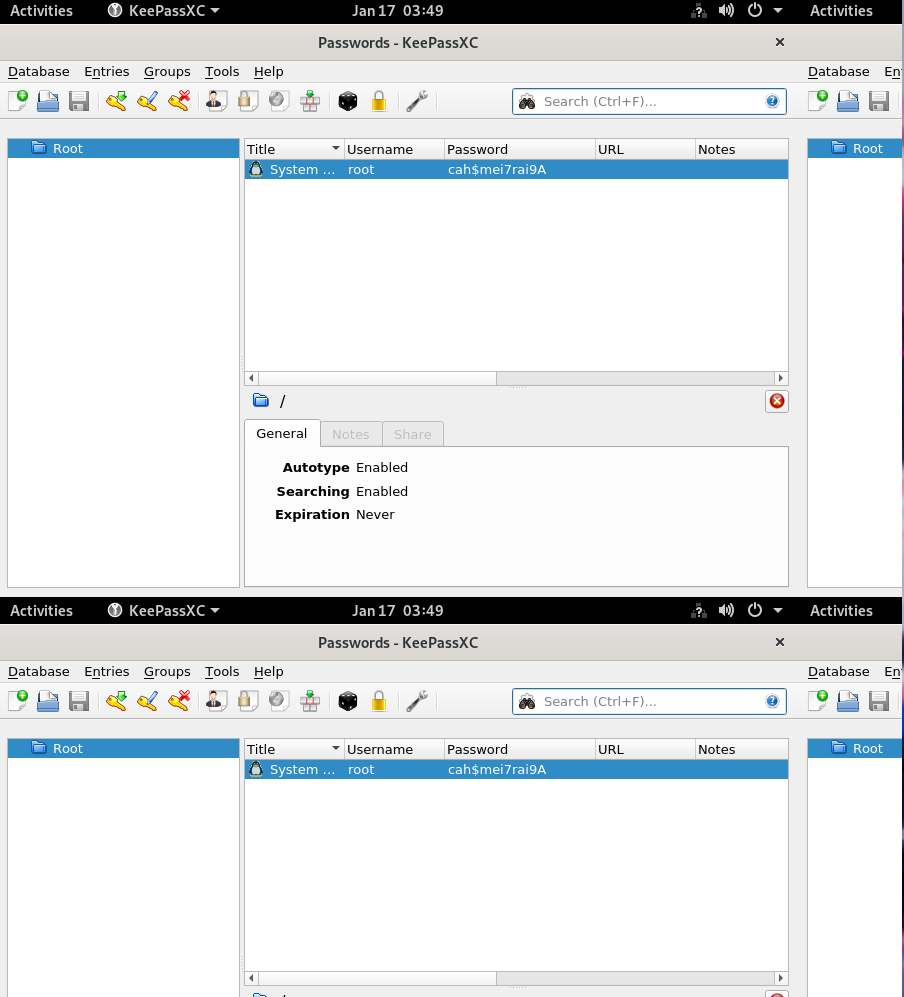 Activities KeePassXC Jan 17 03:49 Activities
Passwords - KeePassXC
Database Entries Groups Tools Help Database
Search (Ctrl+F)...
Root Title Username Password URL Notes Root
System ... root cah$mei7rai9A
/
General Notes Share
Autotype Enabled
Searching Enabled
Expiration Never
Activities KeePassXC Jan 17 03:49 Activities
Passwords - KeePassXC
Database Entries Groups Tools Help Database
Search (Ctrl+F)...
Root Title Username Password URL Notes Root
System ... root cah$mei7rai9A